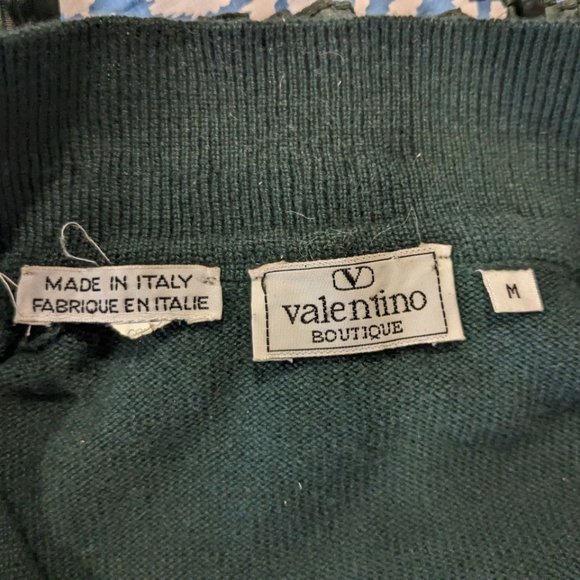 MADE IN ITALY
FABRIQUE EN ITALIE
V
valentino
BOUTIQUE
M